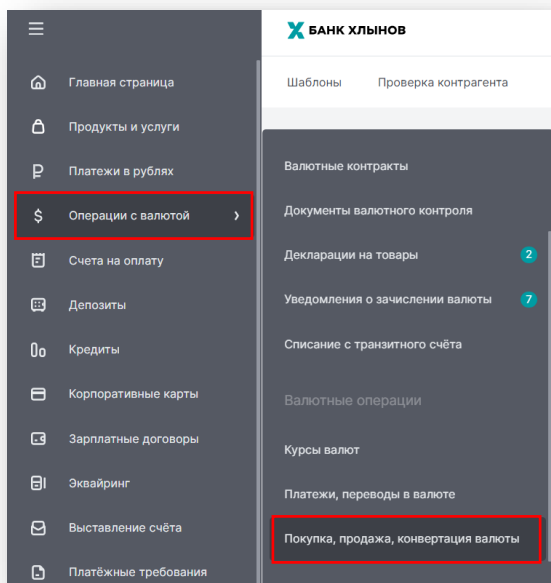 БАНК ХЛЫНОВ
Главная страница
Продукты и услуги
Платежи в рублях
Операции с валютой
Счета на оплату
Депозиты
Кредиты
Корпоративные карты
Зарплатные договоры
Эквайринг
Выставление счёта
Платёжные требования
Шаблоны Проверка контрагента
Валютные контракты
Документы валютного контроля
Декларации на товары 2
Уведомления о зачислении валюты 7
Списание с транзитного счёта
Валютные операции
Курсы валют
Платежи, переводы в валюте
Покупка, продажа, конвертация валюты